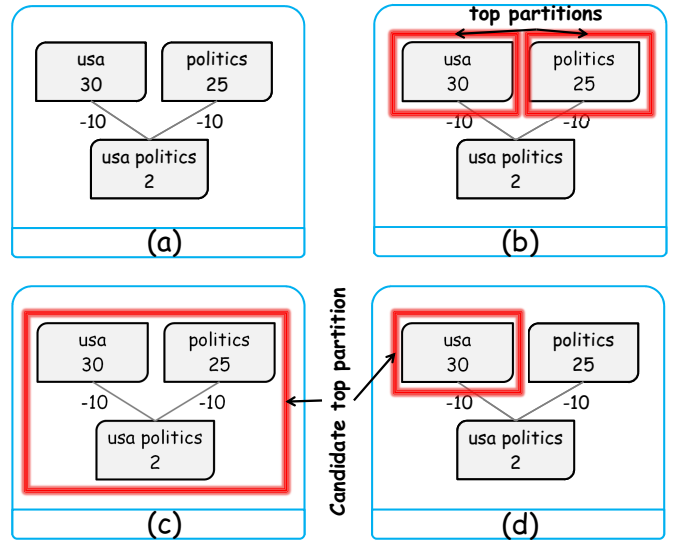 usa
30
politics
25
-10
-10
usa politics
2
(a)
top partitions
usa
30
politics
25
-10
-10
usa politics
2
(b)
usa
30
politics
25
-10
-10
usa politics
2
(c)
Candidate top partition
usa
30
politics
25
-10
-10
usa politics
2
(d)